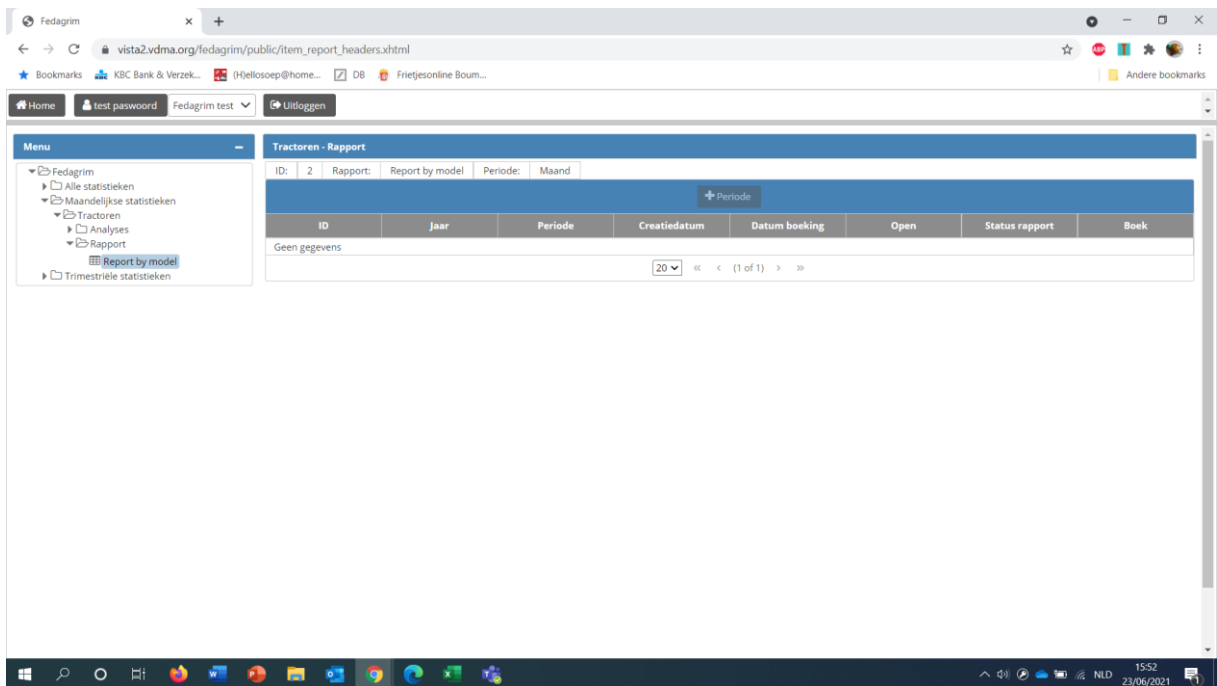 Fedagrim
vista2.vdma.org/fedagrim/public/item_report_headers.xhtml
Bookmarks KBC Bank & Verzek... (H)ellosoep@home... DB Frietjesonline Boum... Andere bookmarks
Home test paswoord Fedagrim test Uitloggen
Menu
Fedagrim
Alle statistieken
Maandelijkse statistieken
Tractoren
Analyses
Rapport
Report by model
Trimestriële statistieken
Tractoren - Rapport
ID: 2 Rapport: Report by model Periode: Maand
+ Periode
ID Jaar Periode Creatiedatum Datum boeking Open Status rapport Boek
Geen gegevens
20 « < (1 of 1) > »
NLD 15:52
23/06/2021